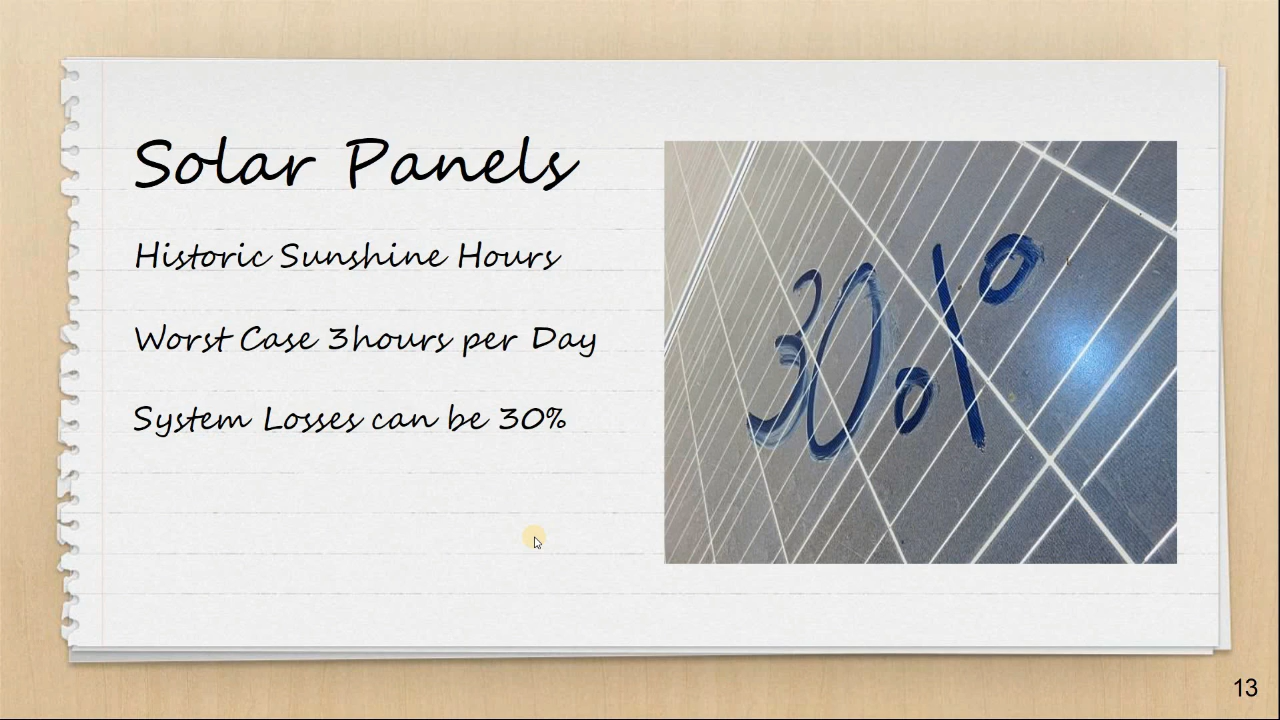 Solar Panels
Historic Sunshine Hours
Worst Case 3hours per Day
System Losses can be 30%
30%
13